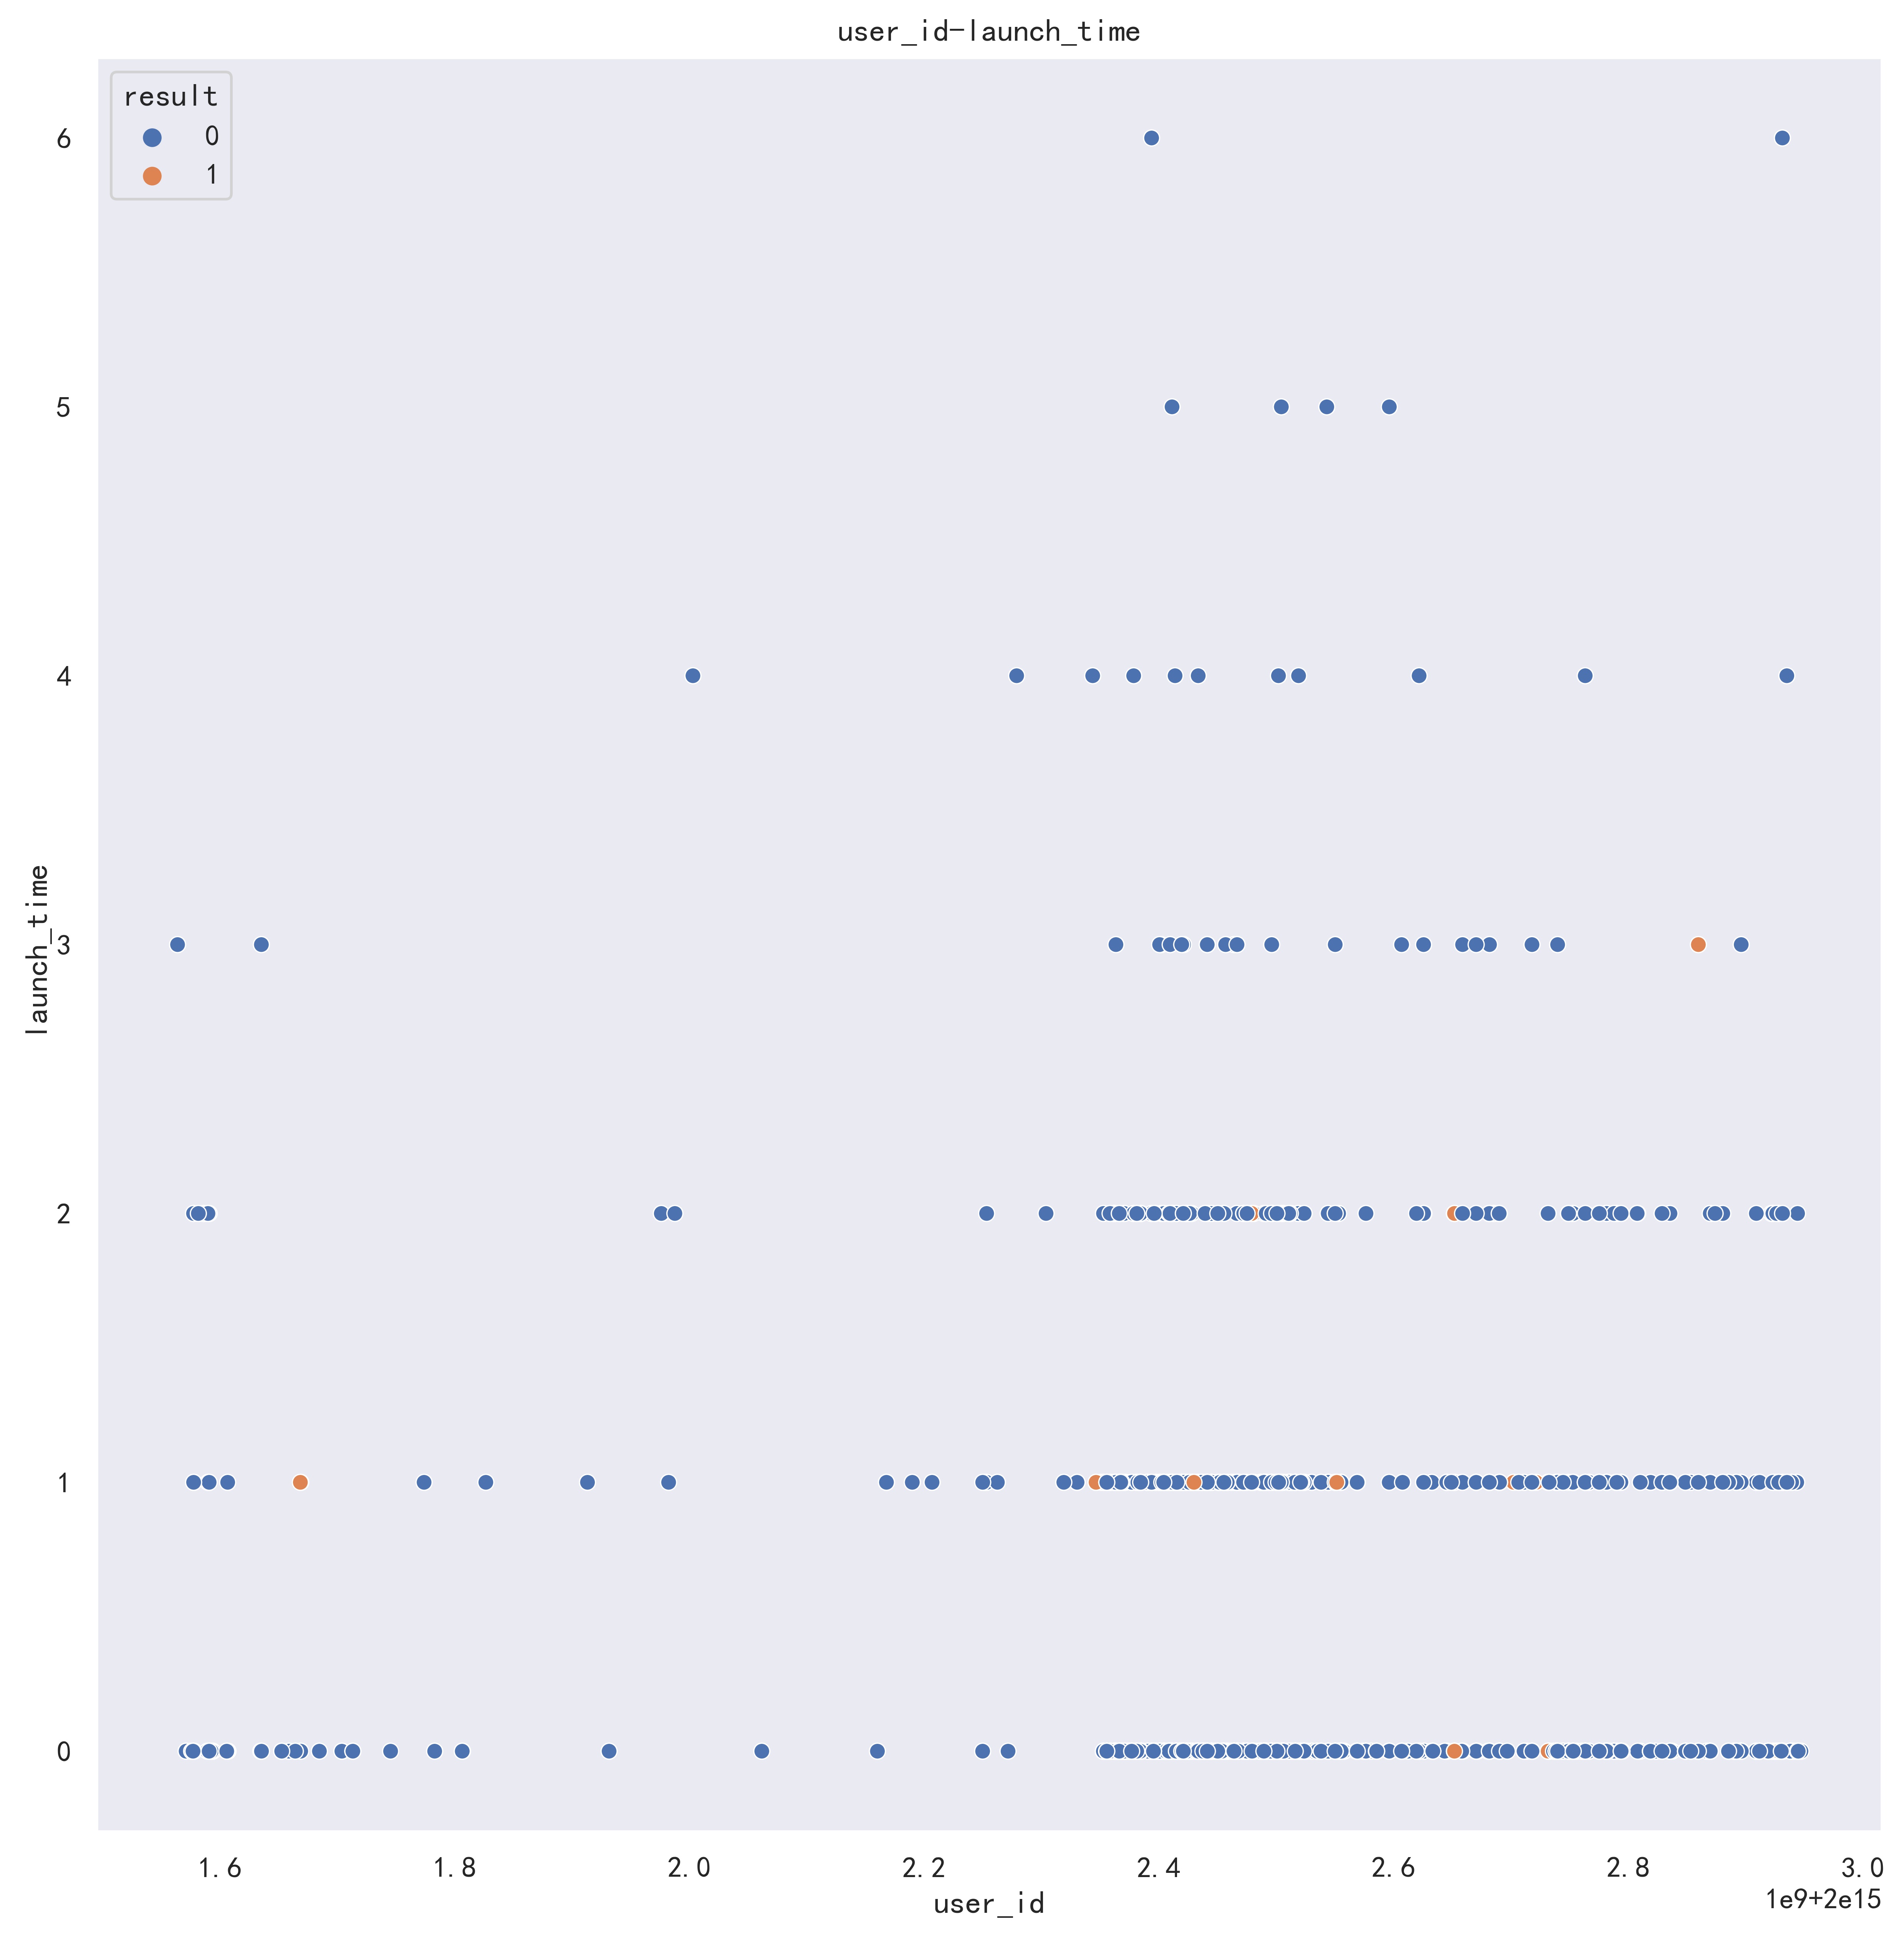 user_id-launch_time
result
0
1
6
5
4
3
2
1
0
launch_time
1.6 1.8 2.0 2.2 2.4 2.6 2.8 3.0
1e9+2e15
user_id